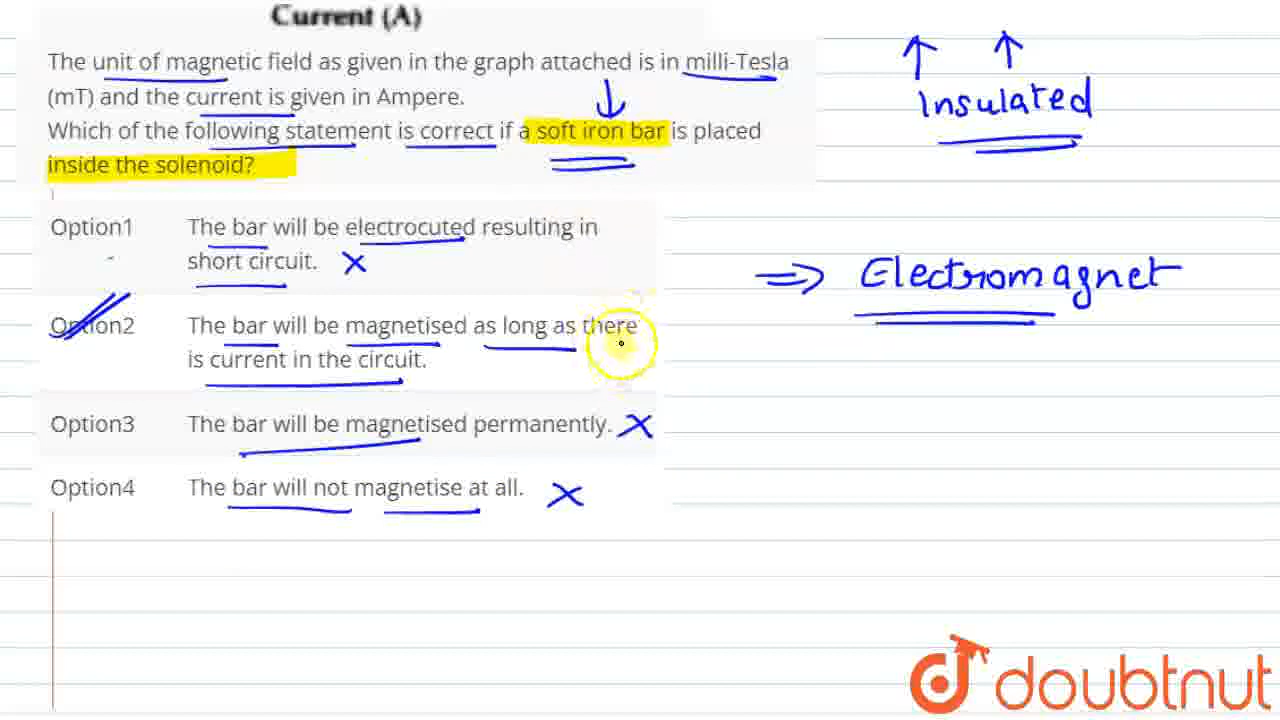 Current (A)
The unit of magnetic field as given in the graph attached is in milli-Tesla
(mT) and the current is given in Ampere.
Which of the following statement is correct if a soft iron bar is placed
inside the solenoid?
Insulated
Option1 The bar will be electrocuted resulting in
short circuit. X
⇒ Electromagnet
Option2 The bar will be magnetised as long as there
is current in the circuit.
Option3 The bar will be magnetised permanently. X
Option4 The bar will not magnetise at all. X
doubtnut